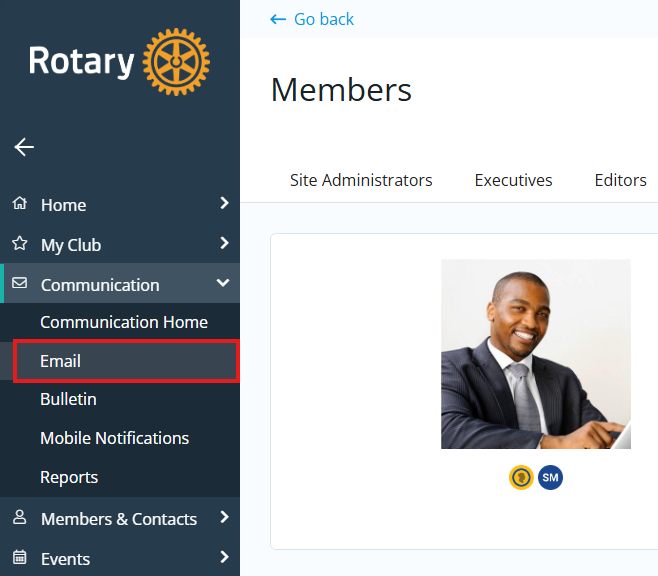 Rotary
Go back
Members
Site Administrators Executives Editors
Home
My Club
Communication
Communication Home
Email
Bulletin
Mobile Notifications
Reports
Members & Contacts
Events
SM